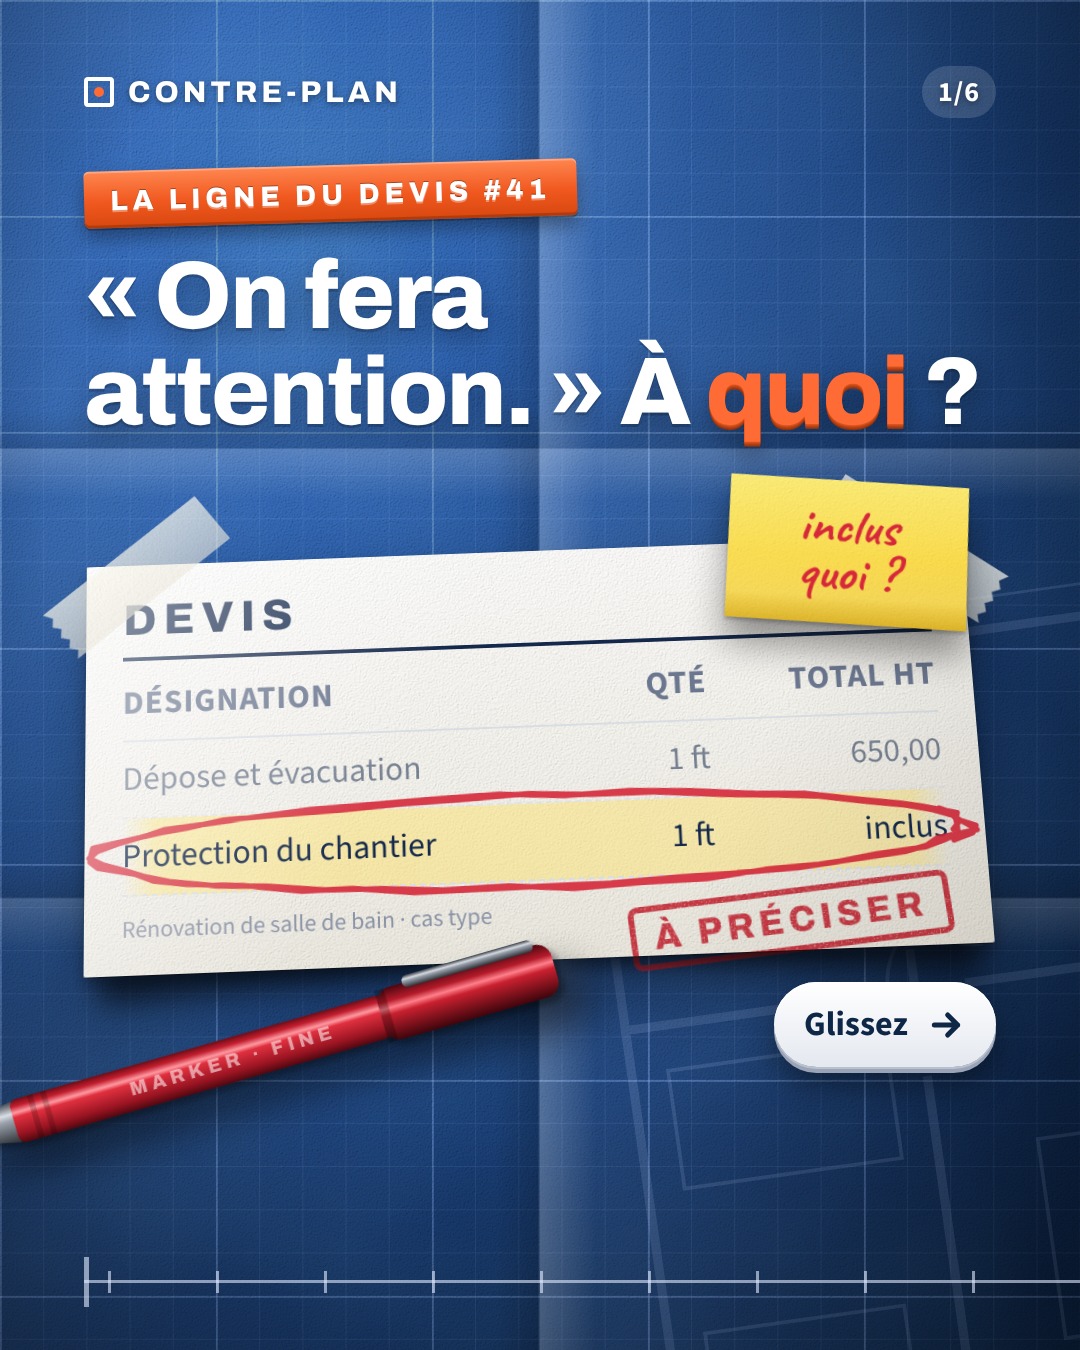 CONTRE-PLAN
1/6
LA LIGNE DU DEVIS #41
« On fera
attention. » À quoi ?
inclus
quoi ?
DEVIS
DÉSIGNATION QTÉ TOTAL HT
Dépose et évacuation 1 ft 650,00
Protection du chantier 1 ft inclus
Rénovation de salle de bain · cas type
À PRÉCISER
MARKER · FINE
Glissez →